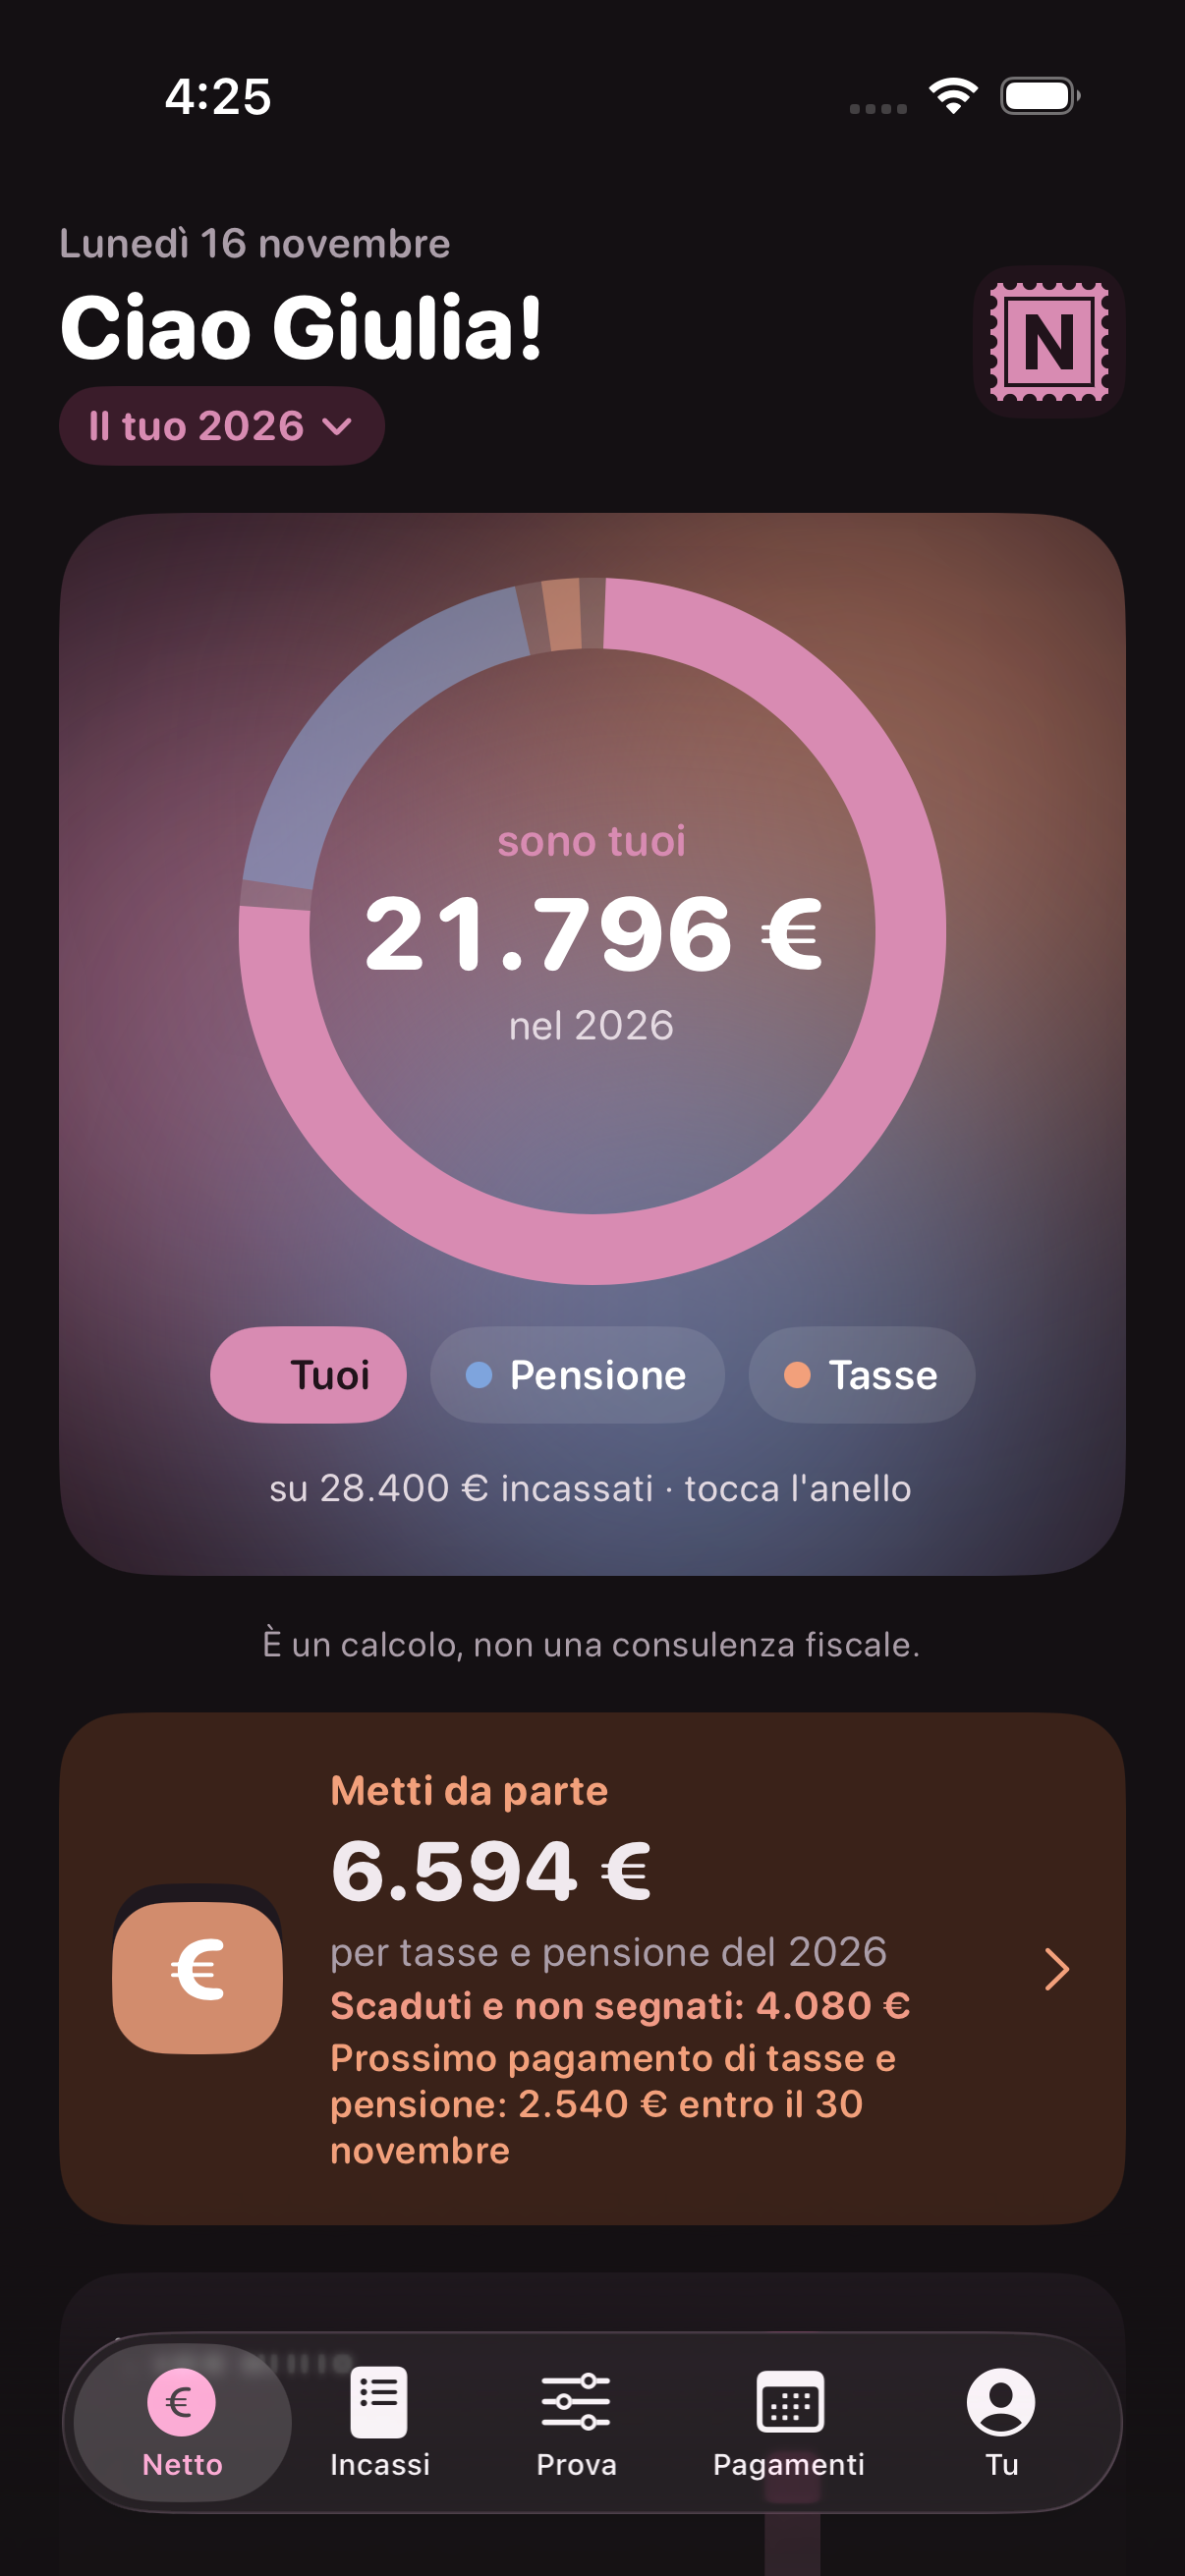 4:25
Lunedì 16 novembre
Ciao Giulia!
N
Il tuo 2026
sono tuoi
21.796 €
nel 2026
Tuoi
Pensione
Tasse
su 28.400 € incassati · tocca l'anello
È un calcolo, non una consulenza fiscale.
Metti da parte
6.594 €
€
per tasse e pensione del 2026
Scaduti e non segnati: 4.080 €
Prossimo pagamento di tasse e
pensione: 2.540 € entro il 30
novembre
€
Netto
Incassi
Prova
Pagamenti
Tu